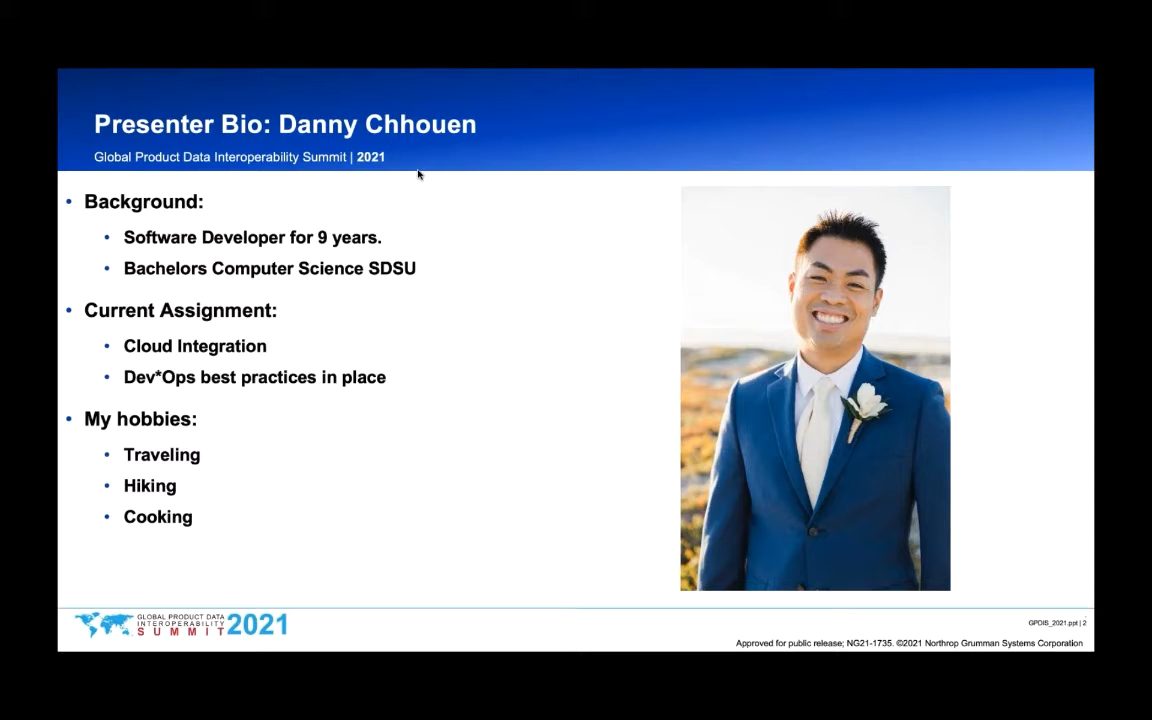 Presenter Bio: Danny Chhouen
Global Product Data Interoperability Summit | 2021
• Background:
• Software Developer for 9 years.
• Bachelors Computer Science SDSU
• Current Assignment:
• Cloud Integration
• Dev*Ops best practices in place
• My hobbies:
• Traveling
• Hiking
• Cooking
GLOBAL PRODUCT DATA
INTEROPERABILITY
SUMMIT 2021
GPDIS_2021.ppt | 2
Approved for public release; NG21-1735. ©2021 Northrop Grumman Systems Corporation